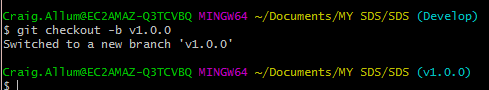 Craig.Allum@EC2AMAZ-Q3TCVBQ MINGW64 ~/Documents/MY SDS/SDS (Develop)
$ git checkout -b v1.0.0
Switched to a new branch 'v1.0.0'
Craig.Allum@EC2AMAZ-Q3TCVBQ MINGW64 ~/Documents/MY SDS/SDS (v1.0.0)
$